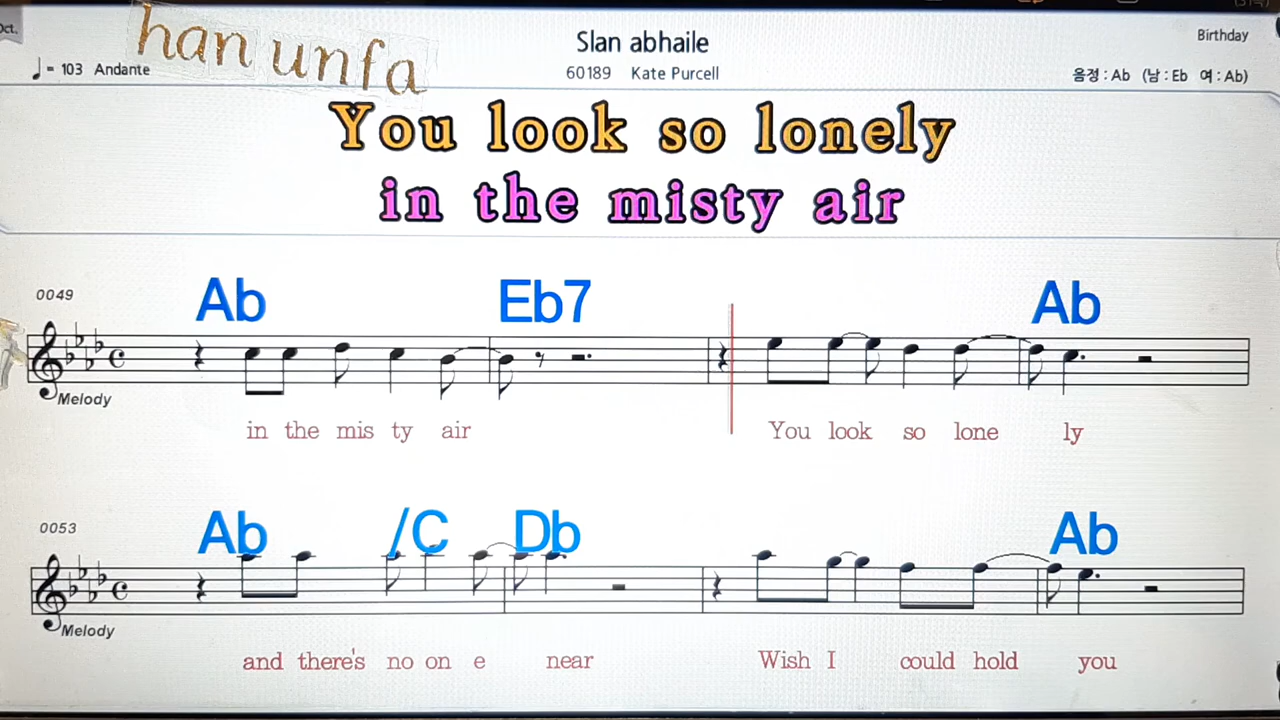 Oct.
han unfa
Slan abhaile
Birthday
♩= 103 Andante
60189 Kate Purcell
음정 : Ab (남 : Eb 여 : Ab)
You look so lonely
in the misty air
0049
Ab Eb7 Ab
Melody
in the mis ty air You look so lone ly
0053
Ab /C Db Ab
Melody
and there's no on e near Wish I could hold you